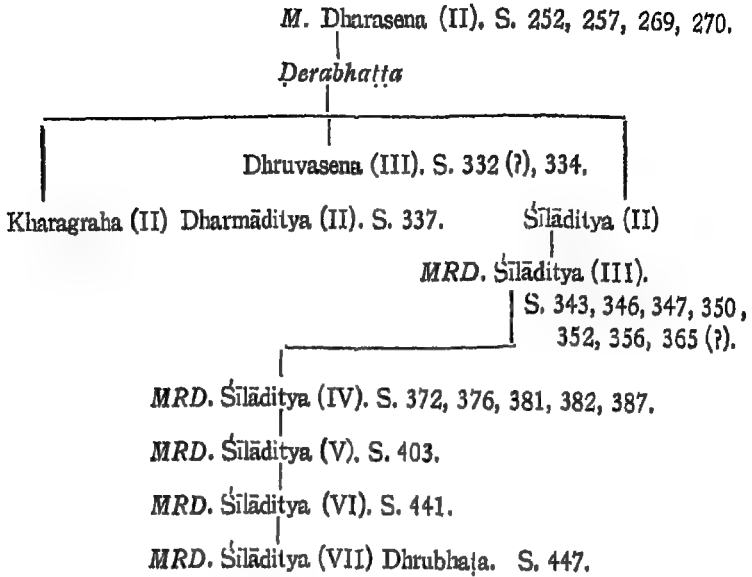 M. Dharasena (II). S. 252, 257, 269, 270.
Ḍerabhaṭṭa
Dhruvasena (III). S. 332 (?), 334.
Kharagraha (II) Dharmāditya (II). S. 337. Śīlāditya (II)
MRD. Śīlāditya (III).
S. 343, 346, 347, 350,
352, 356, 365 (?).
MRD. Śīlāditya (IV). S. 372, 376, 381, 382, 387.
MRD. Śīlāditya (V). S. 403.
MRD. Śīlāditya (VI). S. 441.
MRD. Śīlāditya (VII) Dhrubhaṭa. S. 447.